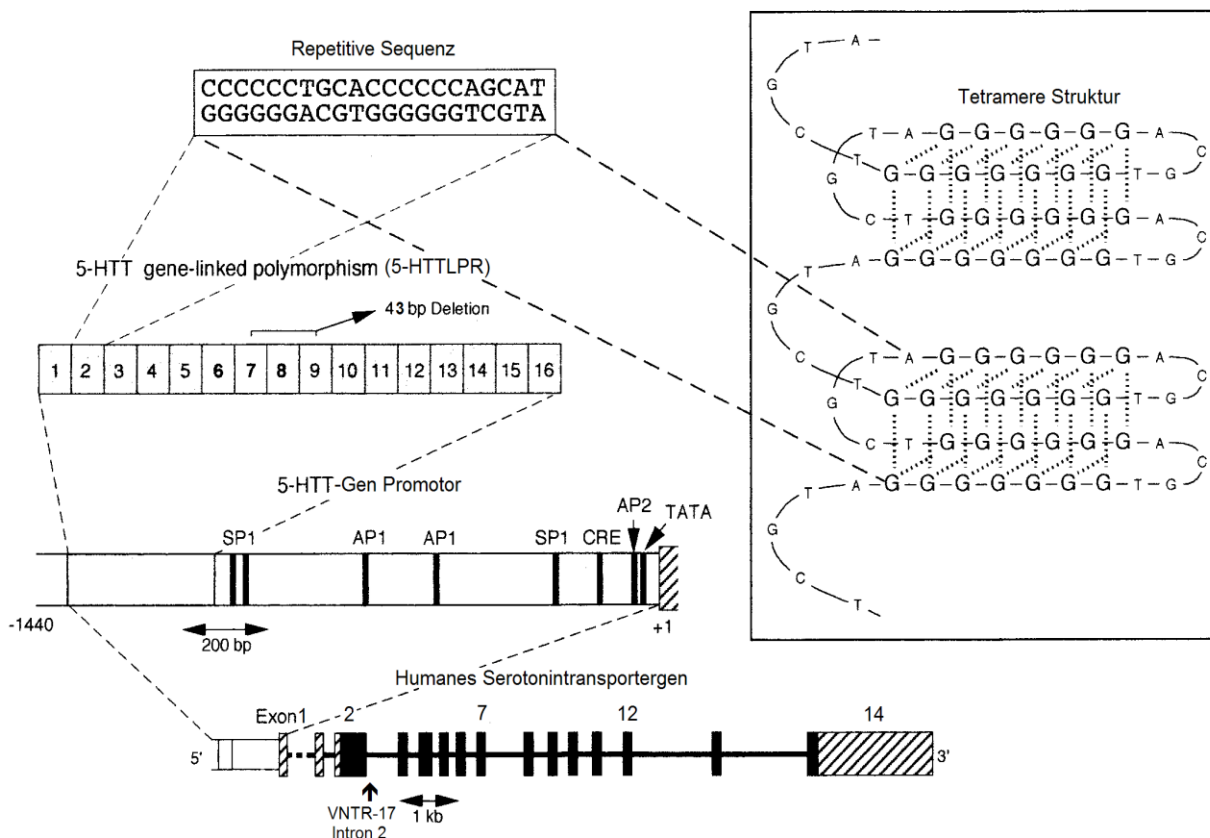 Repetitive Sequenz
CCCCCCTGCACCCCCCAGCAT
GGGGGGACGTGGGGGGTCGTA
5-HTT gene-linked polymorphism (5-HTTLPR)
43 bp Deletion
1 2 3 4 5 6 7 8 9 10 11 12 13 14 15 16
5-HTT-Gen Promotor
AP2
TATA
SP1 AP1 AP1 SP1 CRE
-1440
200 bp
+1
Humanes Serotonintransportergen
Exon1 2 7 12 14
5' 3'
VNTR-17
Intron 2
1 kb
Tetramere Struktur
T A
G
C
T
T A G G G G G G A C
G G G G G G G T G
G
C T G G G G G G A C
T A G G G G G G G T G
G
C
T
T A G G G G G G A C
G G G G G G G T G
G
C T G G G G G G A C
T A G G G G G G G T G
G
C
T